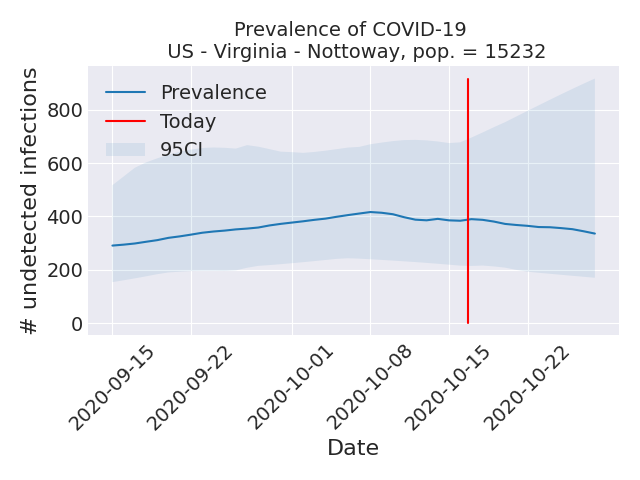 Prevalence of COVID-19
US - Virginia - Nottoway, pop. = 15232
# undetected infections
800
600
400
200
0
Prevalence
Today
95CI
2020-09-15
2020-09-22
2020-10-01
2020-10-08
2020-10-15
2020-10-22
Date